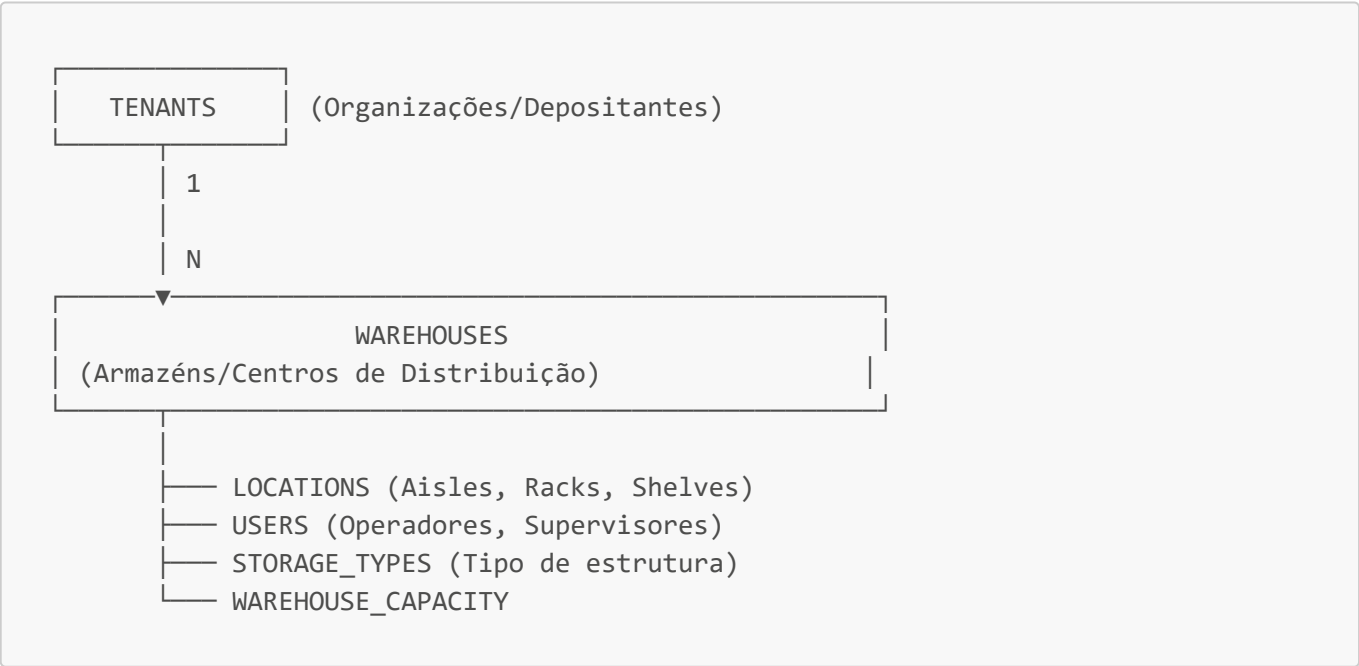 TENANTS (Organizações/Depositantes)
1
N
WAREHOUSES
(Armazéns/Centros de Distribuição)
LOCATIONS (Aisles, Racks, Shelves)
USERS (Operadores, Supervisores)
STORAGE_TYPES (Tipo de estrutura)
WAREHOUSE_CAPACITY